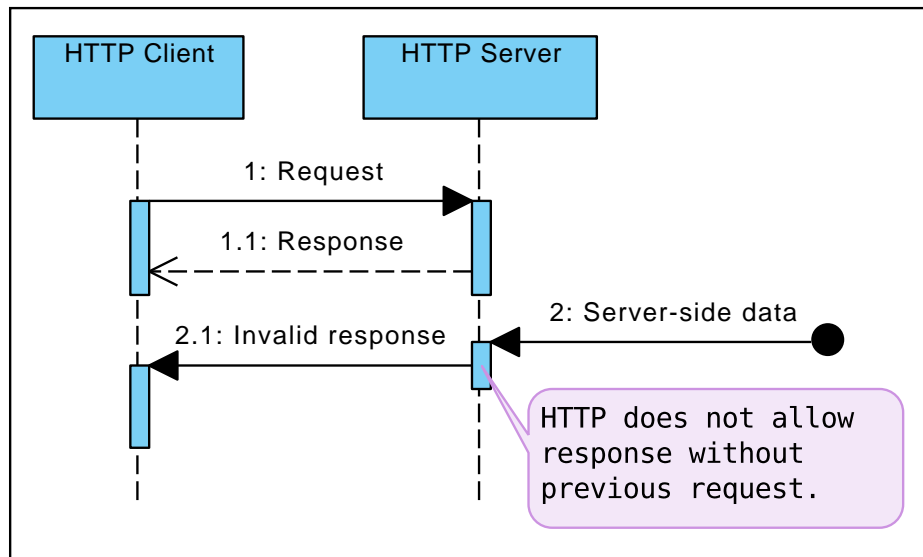 HTTP Client
HTTP Server
1: Request
1.1: Response
2: Server-side data
2.1: Invalid response
HTTP does not allow
response without
previous request.